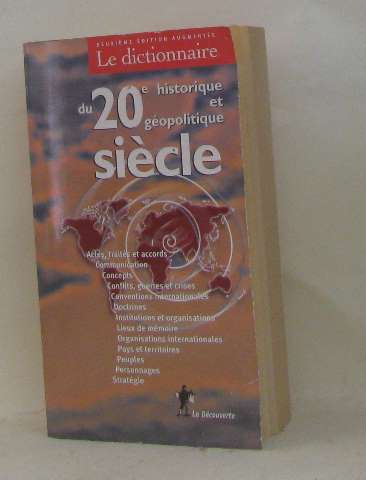 DEUXIÈME ÉDITION AUGMENTÉE
Le dictionnaire
du 20e historique
et
géopolitique
siècle
Actes, traités et accords
Communication
Concepts
Conflits, guerres et crises
Conventions internationales
Doctrines
Institutions et organisations
Lieux de mémoire
Organisations internationales
Pays et territoires
Peuples
Personnages
Stratégie
La Découverte